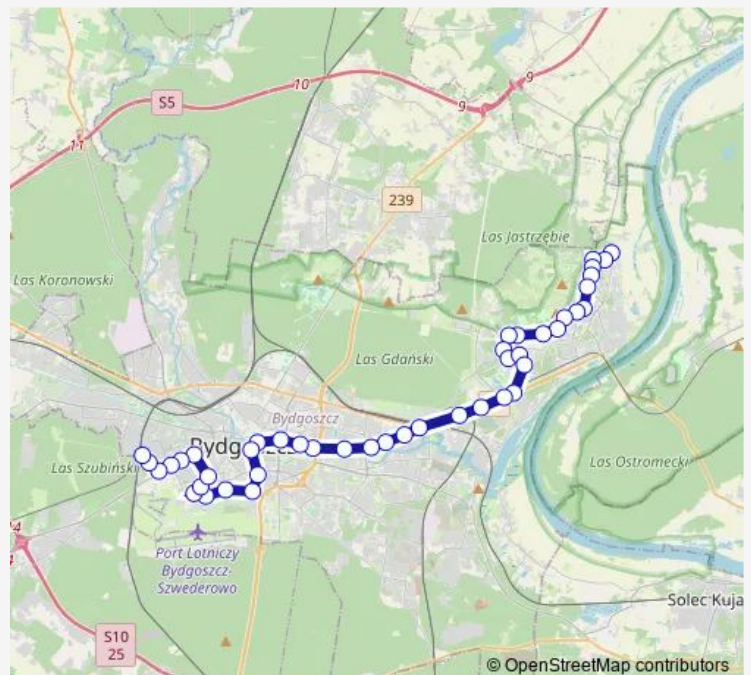 10
9
S5
9
11
239
Las Jastrzębie
Las Koronowski
Las Gdański
Bydgoszcz
Las Szubiński
Las Ostromecki
Port Lotniczy
Bydgoszcz-
Szwederowo
Solec Kuja
S10
25
© OpenStreetMap contributors